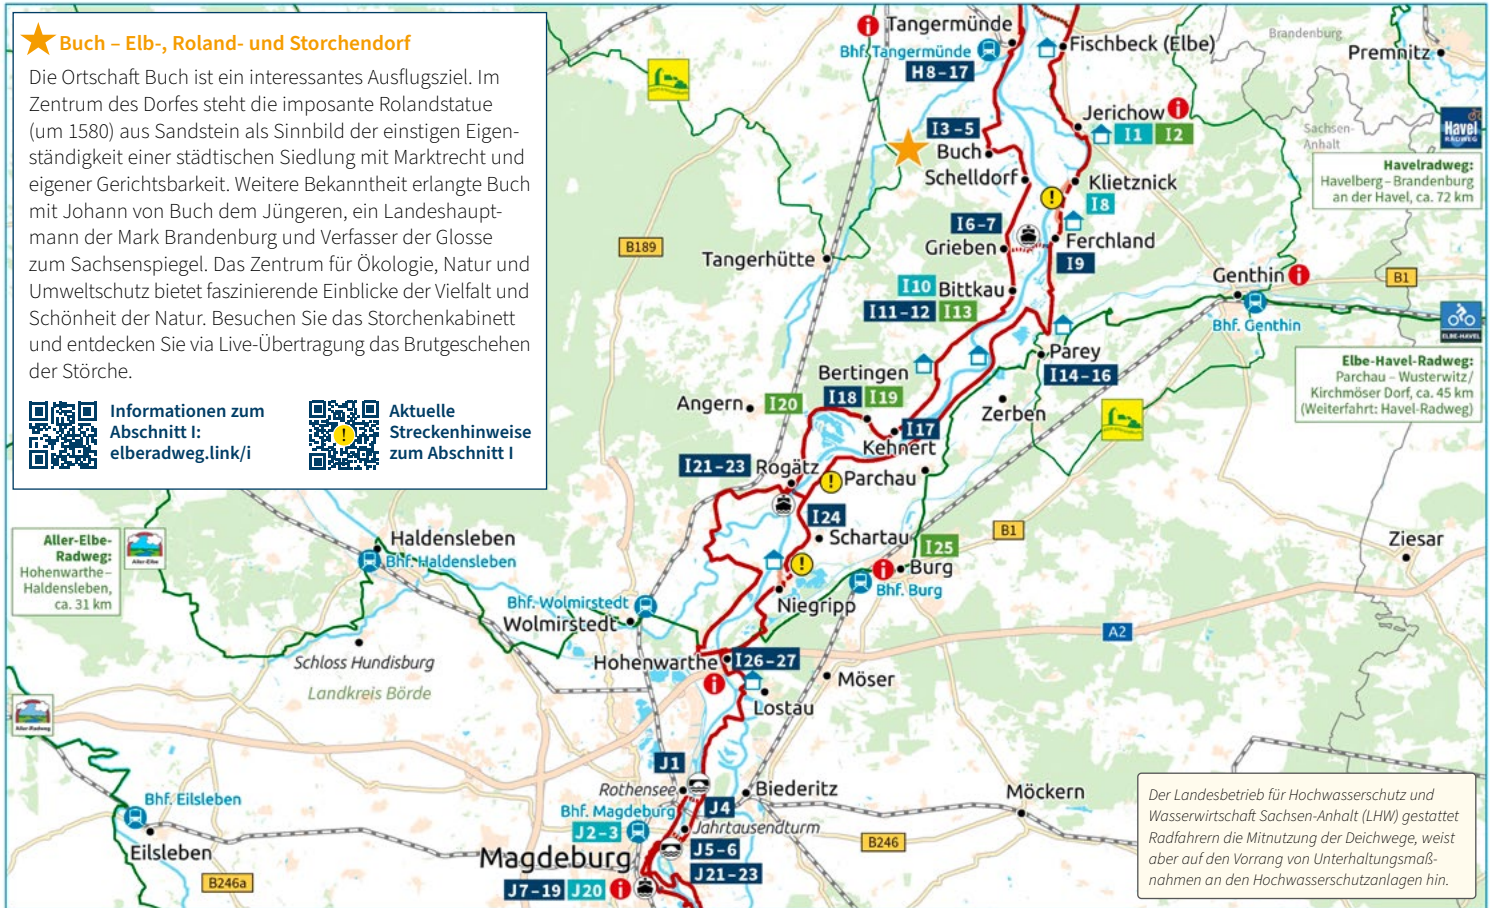 Buch – Elb-, Roland- und Storchendorf
Die Ortschaft Buch ist ein interessantes Ausflugsziel. Im
Zentrum des Dorfes steht die imposante Rolandstatue
(um 1580) aus Sandstein als Sinnbild der einstigen Eigen-
ständigkeit einer städtischen Siedlung mit Marktrecht und
eigener Gerichtsbarkeit. Weitere Bekanntheit erlangte Buch
mit Johann von Buch dem Jüngeren, ein Landeshaupt-
mann der Mark Brandenburg und Verfasser der Glosse
zum Sachsenspiegel. Das Zentrum für Ökologie, Natur und
Umweltschutz bietet faszinierende Einblicke der Vielfalt und
Schönheit der Natur. Besuchen Sie das Storchenkabinett
und entdecken Sie via Live-Übertragung das Brutgeschehen
der Störche.
Informationen zum
Abschnitt I:
elberadweg.link/i
!
Aktuelle
Streckenhinweise
zum Abschnitt I
i
Tangermünde
Bhf. Tangermünde
H8–17
Fischbeck (Elbe)
Brandenburg
Premnitz
Jerichow
i
I1
I2
Sachsen-
Anhalt
Havel
RADWEG
I3–5
Buch
Schelldorf
Klietznick
I8
!
Havelradweg:
Havelberg–Brandenburg
an der Havel, ca. 72 km
I6–7
Grieben
Ferchland
I9
B189
Tangerhütte
Genthin
i
B1
Bhf. Genthin
I10
Bittkau
I11–12
I13
ELBE-HAVEL
Parey
I14–16
Elbe-Havel-Radweg:
Parchau – Wusterwitz/
Kirchmöser Dorf, ca. 45 km
(Weiterfahrt: Havel-Radweg)
Bertingen
I18
I19
Angern
I20
Zerben
I17
Kehnert
I21–23
Rogätz
!
Parchau
I24
Schartau
B1
Ziesar
Aller-Elbe-
Radweg:
Hohenwarthe–
Haldensleben,
ca. 31 km
Aller-Elbe
Haldensleben
Bhf. Haldensleben
!
I25
i
Burg
Bhf. Burg
Niegripp
Bhf. Wolmirstedt
Wolmirstedt
A2
Schloss Hundisburg
Landkreis Börde
Hohenwarthe
I26–27
i
Möser
Lostau
Aller-Radweg
J1
Rothensee
Biederitz
Möckern
Bhf. Magdeburg
J4
J2–3
Jahrtausendturm
Magdeburg
J5–6
J21–23
J7–19
J20
i
B246
Bhf. Eilsleben
Eilsleben
B246a
Der Landesbetrieb für Hochwasserschutz und
Wasserwirtschaft Sachsen-Anhalt (LHW) gestattet
Radfahrern die Mitnutzung der Deichwege, weist
aber auf den Vorrang von Unterhaltungsmaß-
nahmen an den Hochwasserschutzanlagen hin.